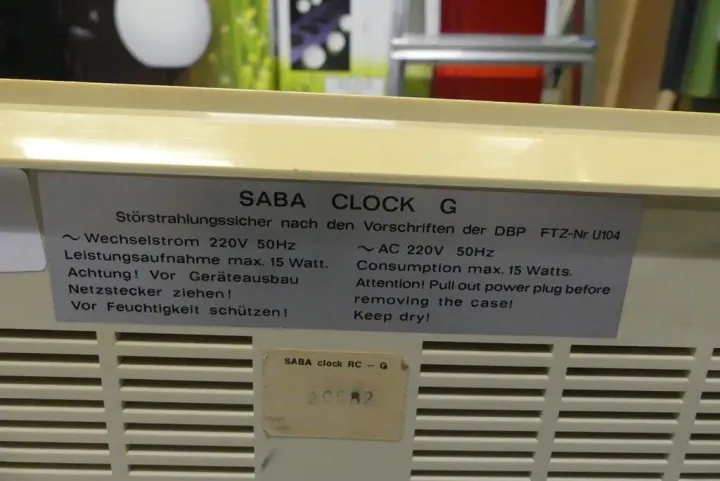 SABA CLOCK G
Störstrahlungssicher nach den Vorschriften der DBP FTZ-Nr U104
~ Wechselstrom 220V 50Hz
Leistungsaufnahme max. 15 Watt.
Achtung! Vor Geräteausbau
Netzstecker ziehen!
Vor Feuchtigkeit schützen!
~ AC 220V 50Hz
Consumption max. 15 Watts.
Attention! Pull out power plug before
removing the case!
Keep dry!
SABA clock RC - G